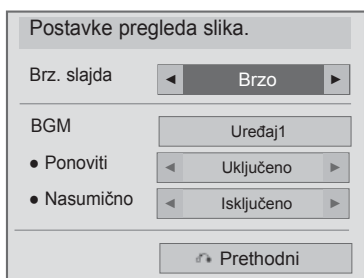 Postavke pregleda slika.
Brz. slajda ◄ Brzo ►
BGM Uređaj1
● Ponoviti ◄ Uključeno ►
● Nasumično ◄ Isključeno ►
Prethodni